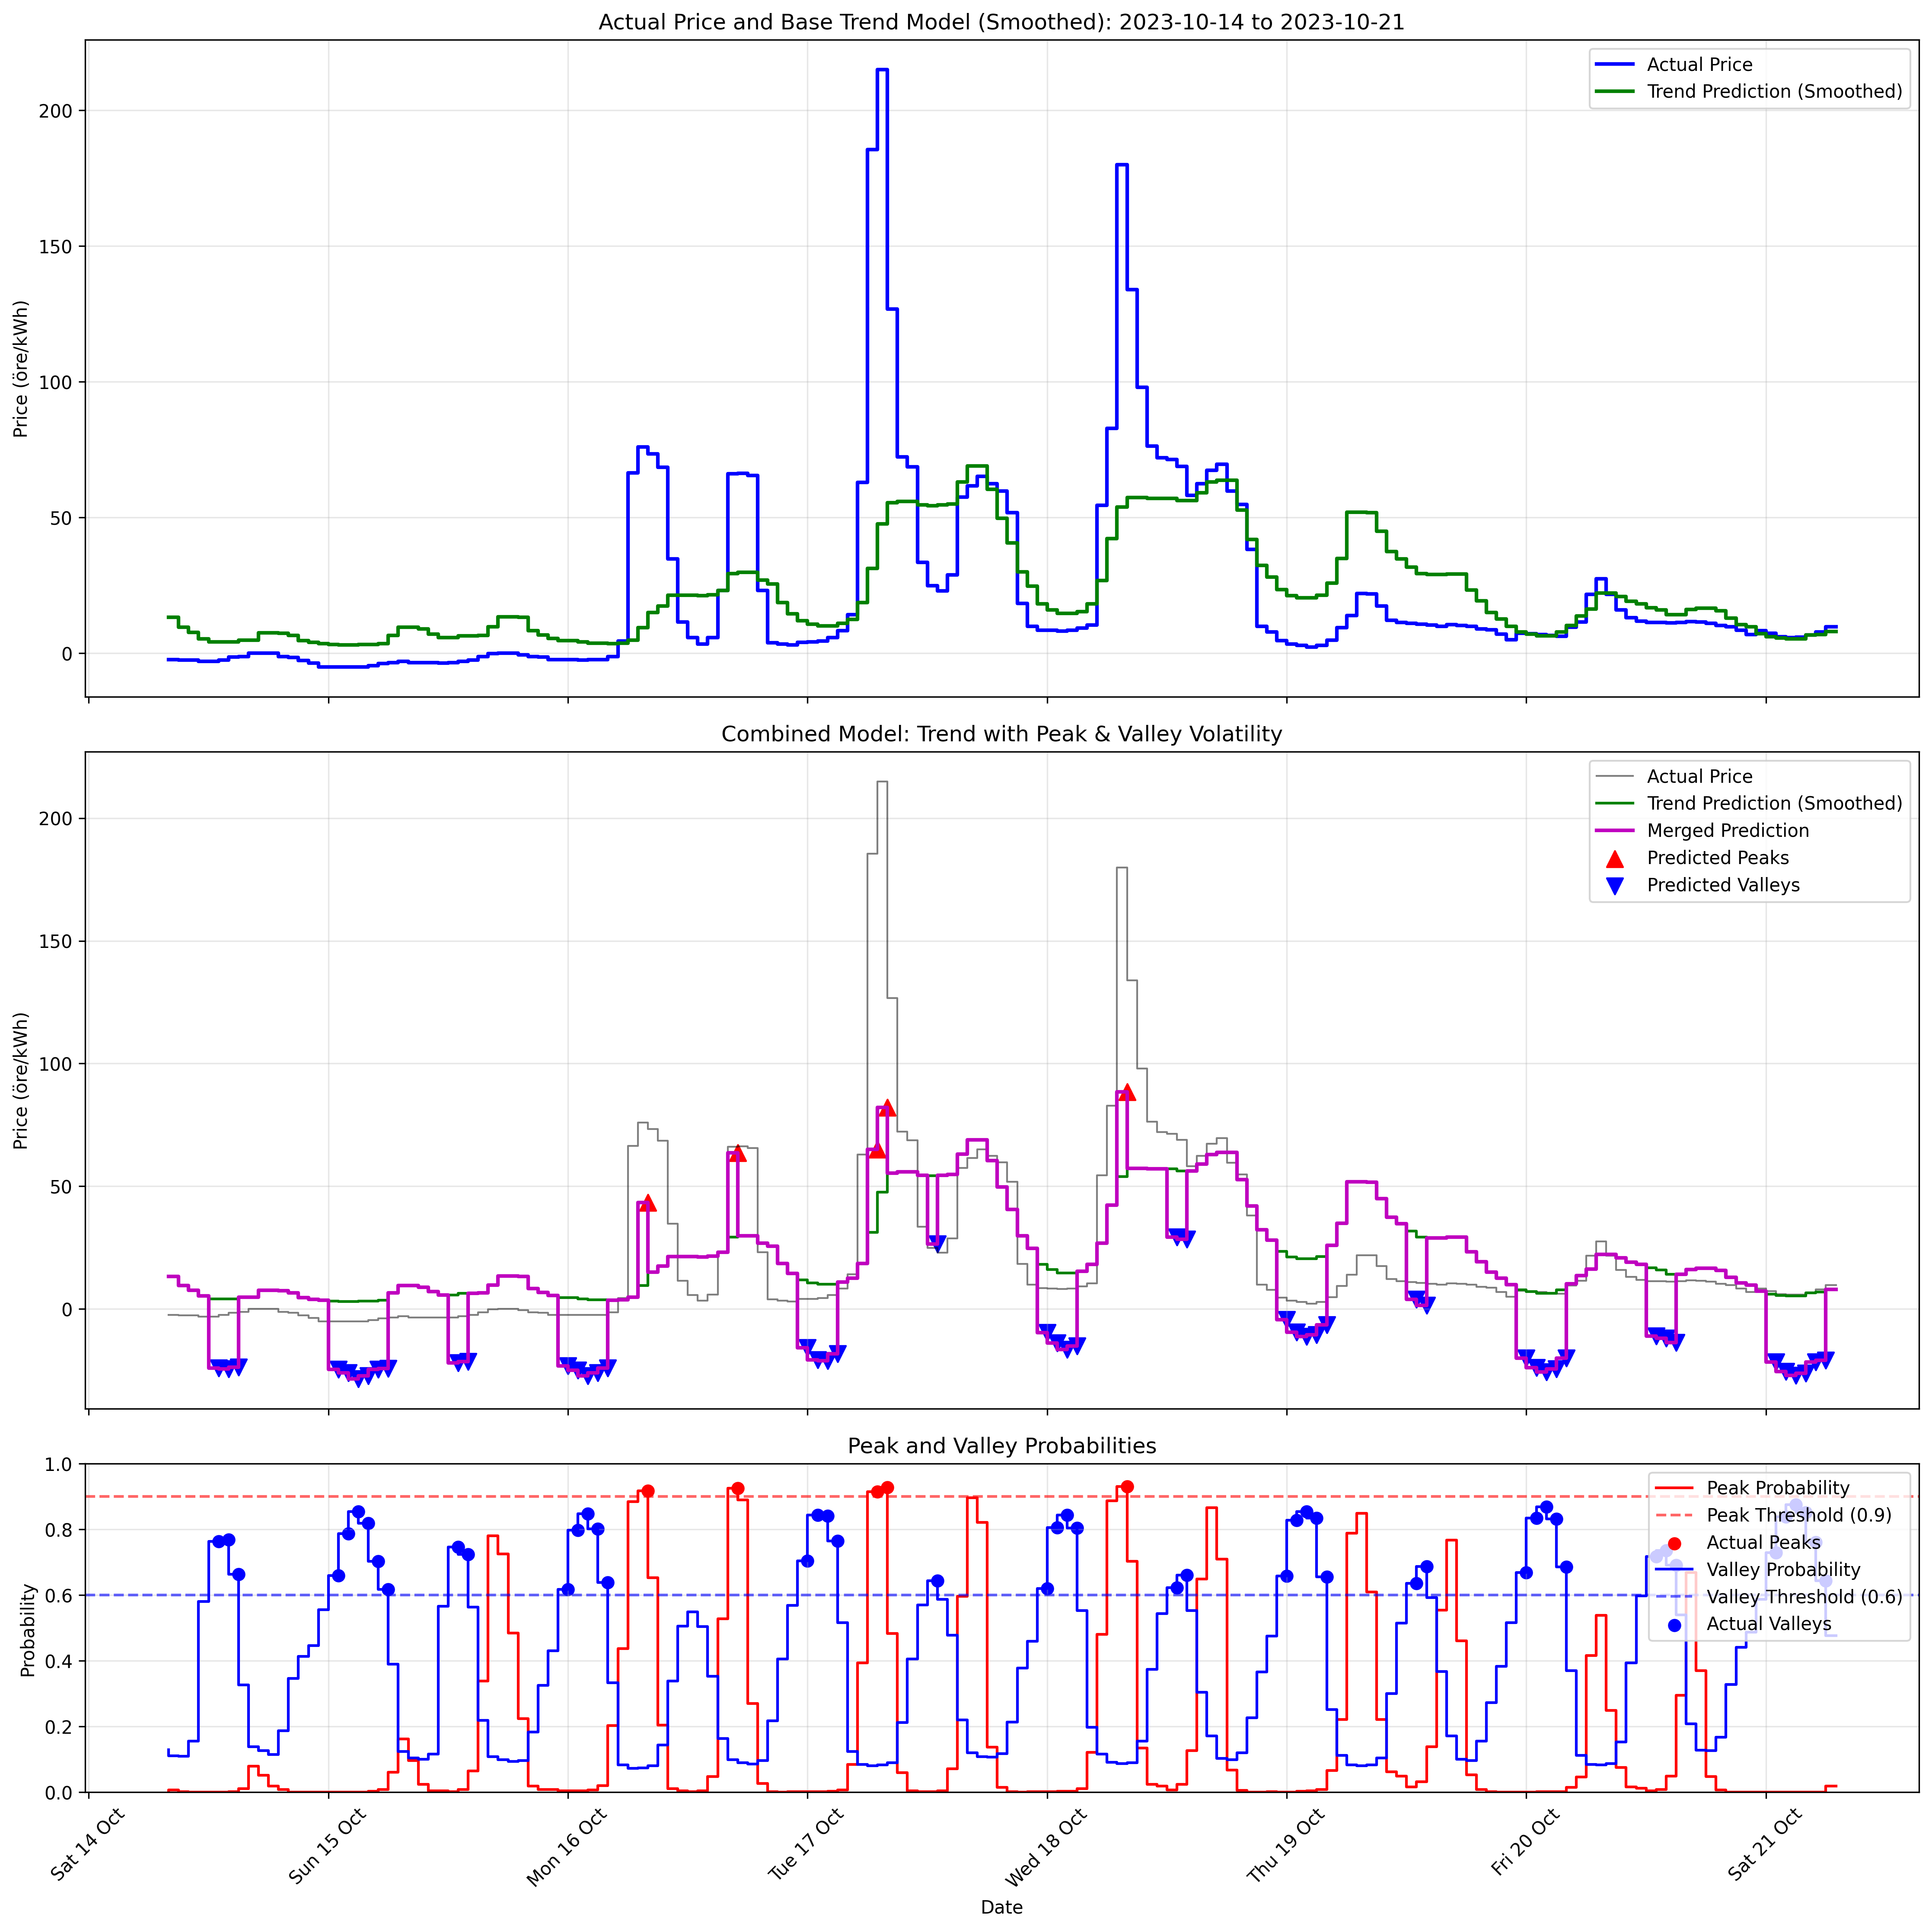 Actual Price and Base Trend Model (Smoothed): 2023-10-14 to 2023-10-21
Price (öre/kWh)
200
150
100
50
0
Actual Price
Trend Prediction (Smoothed)
Combined Model: Trend with Peak & Valley Volatility
Price (öre/kWh)
200
150
100
50
0
Actual Price
Trend Prediction (Smoothed)
Merged Prediction
Predicted Peaks
Predicted Valleys
Peak and Valley Probabilities
Probability
1.0
0.8
0.6
0.4
0.2
0.0
Peak Probability
Peak Threshold (0.9)
Actual Peaks
Valley Probability
Valley Threshold (0.6)
Actual Valleys
Sat 14 Oct
Sun 15 Oct
Mon 16 Oct
Tue 17 Oct
Wed 18 Oct
Thu 19 Oct
Fri 20 Oct
Sat 21 Oct
Date